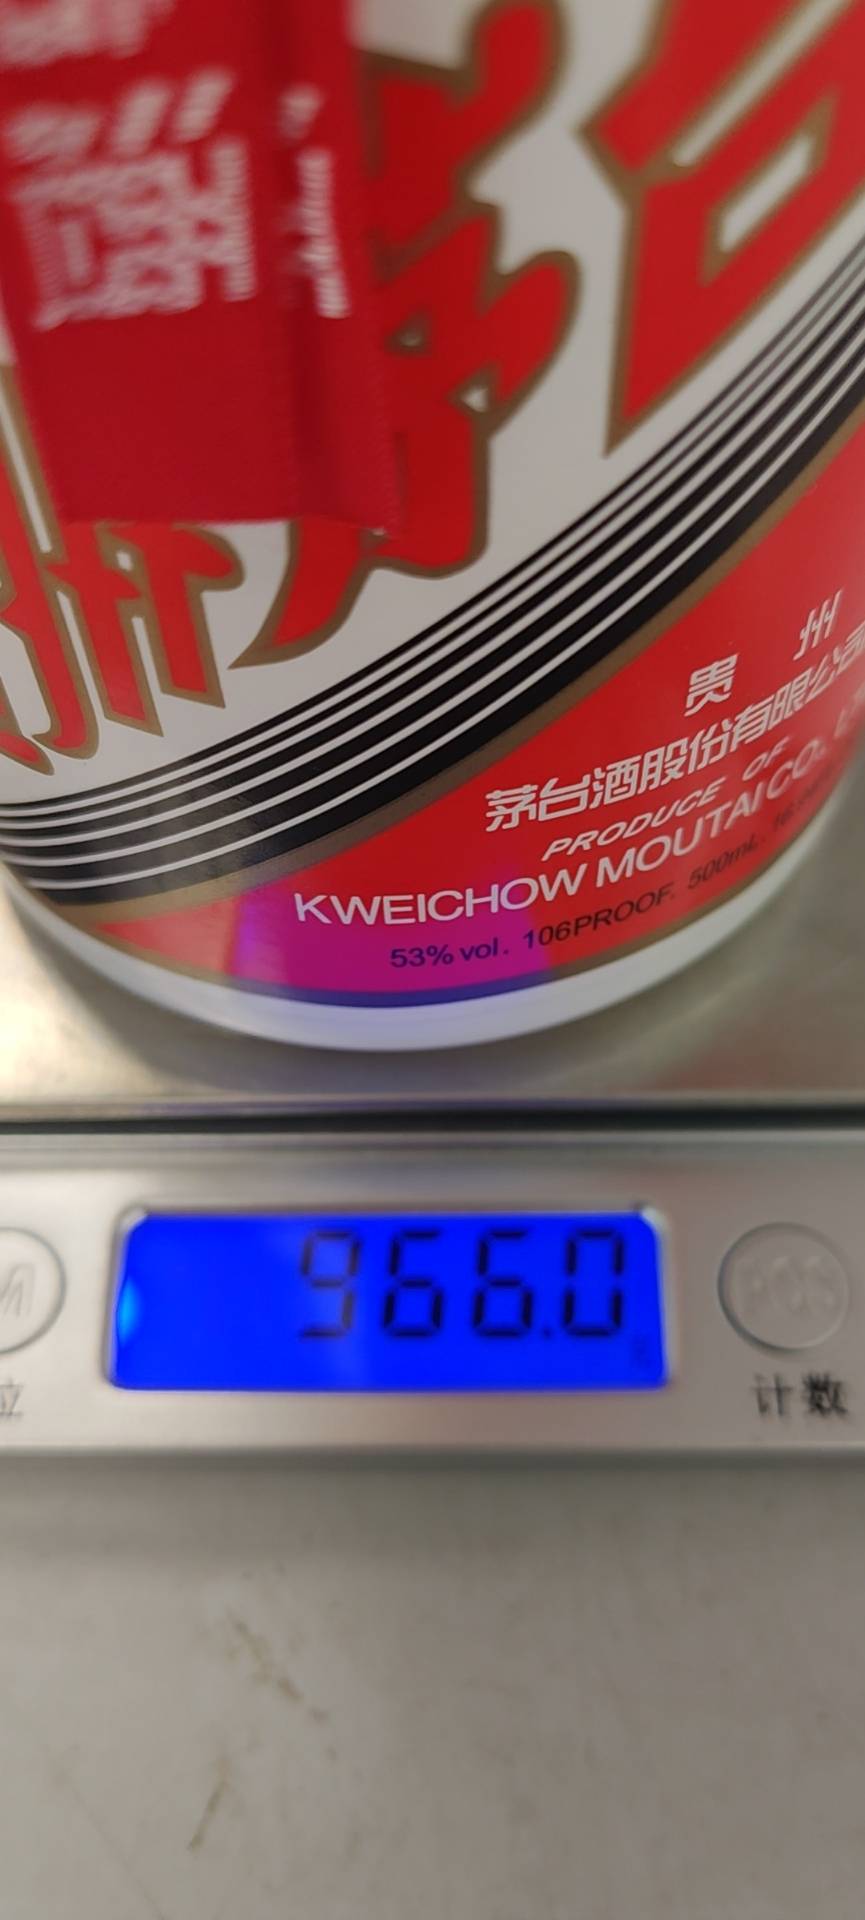 贵 州
茅台酒股份有限公司
PRODUCE OF
KWEICHOW MOUTAI CO.,
53% vol. 106PROOF. 500mL.
966.0
计数